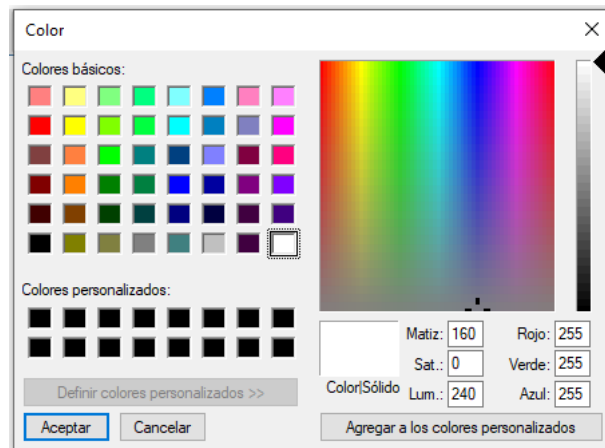 Color
Colores básicos:
Colores personalizados:
Definir colores personalizados >>
Aceptar
Cancelar
Color|Sólido
Matiz: 160
Sat.: 0
Lum.: 240
Rojo: 255
Verde: 255
Azul: 255
Agregar a los colores personalizados